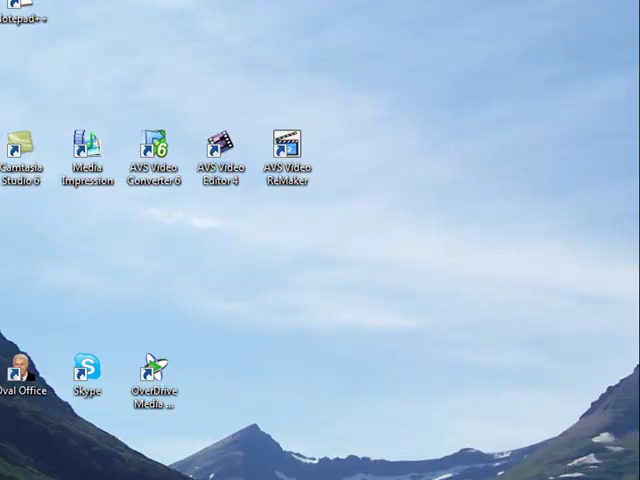 Notepad++
Camtasia
Studio 6
Media
Impression
AVS Video
Converter 6
AVS Video
Editor 4
AVS Video
ReMaker
Oval Office
Skype
OverDrive
Media ...